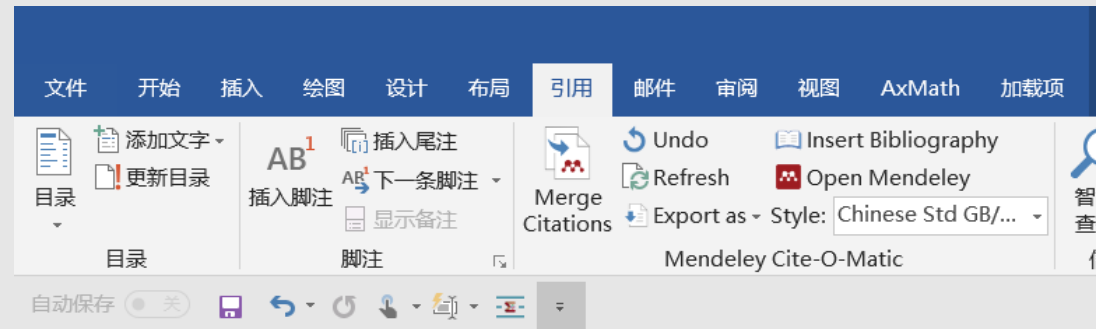 文件 开始 插入 绘图 设计 布局 引用 邮件 审阅 视图 AxMath 加载项
目录
添加文字
更新目录
目录
AB1
插入脚注
插入尾注
AB1 下一条脚注
显示备注
脚注
Merge
Citations
Undo
Refresh
Export as
Insert Bibliography
Open Mendeley
Style: Chinese Std GB/...
Mendeley Cite-O-Matic
智
查
自动保存 关